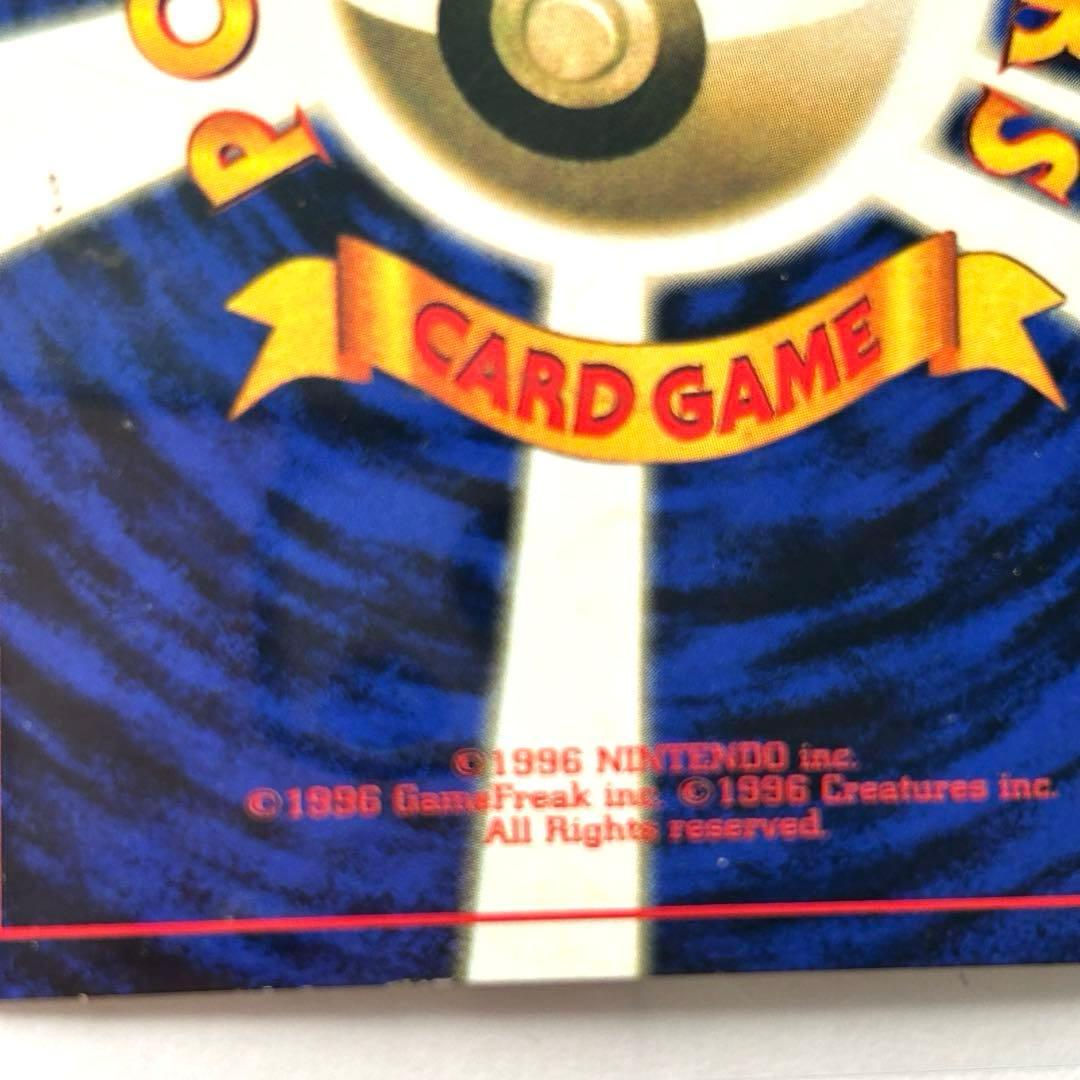 P O
R S
CARD GAME
©1996 NINTENDO inc.
©1996 GameFreak inc. ©1996 Creatures inc.
All Rights reserved.